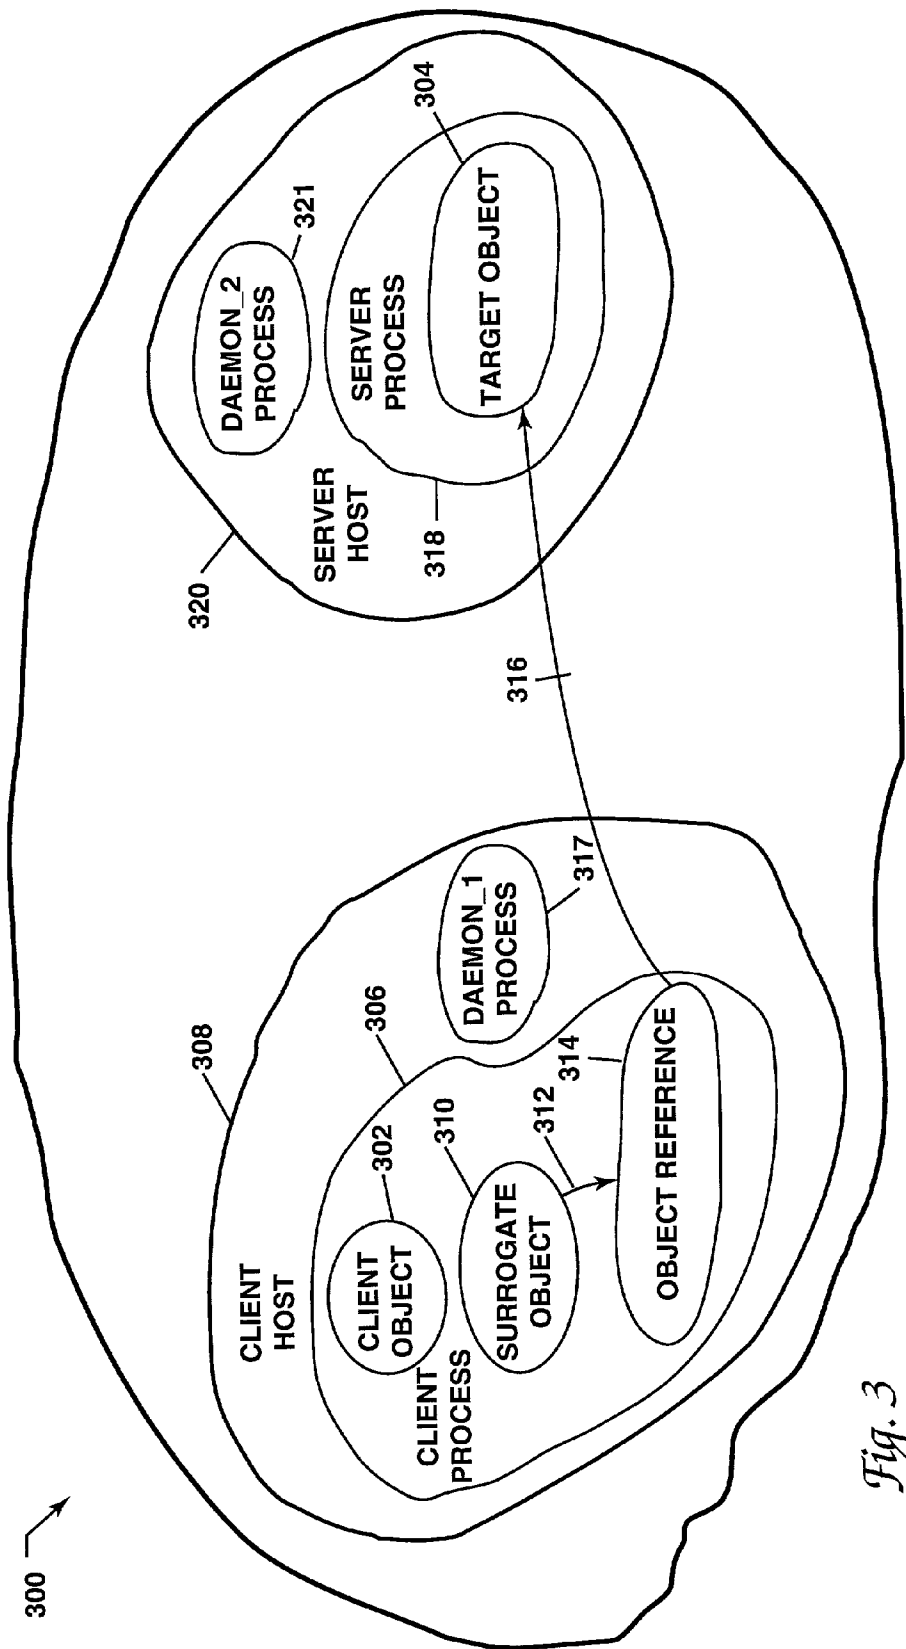 300
308
CLIENT
HOST
306
302
CLIENT
OBJECT
CLIENT
PROCESS
310
SURROGATE
OBJECT
312
314
OBJECT REFERENCE
DAEMON_1
PROCESS
317
316
320
SERVER
HOST
DAEMON_2
PROCESS
321
318
SERVER
PROCESS
304
TARGET OBJECT
Fig. 3